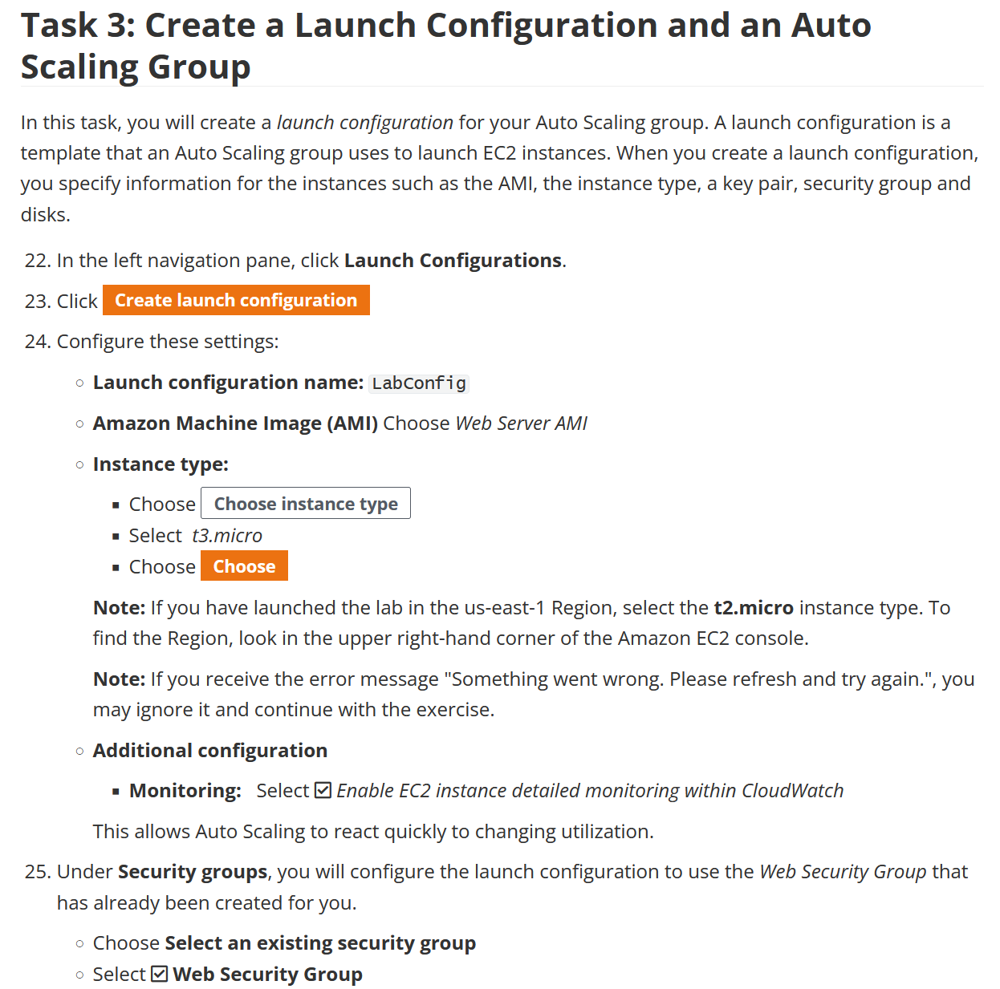 Task 3: Create a Launch Configuration and an Auto
Scaling Group
In this task, you will create a launch configuration for your Auto Scaling group. A launch configuration is a
template that an Auto Scaling group uses to launch EC2 instances. When you create a launch configuration,
you specify information for the instances such as the AMI, the instance type, a key pair, security group and
disks.
22. In the left navigation pane, click Launch Configurations.
23. Click Create launch configuration
24. Configure these settings:
Launch configuration name: LabConfig
Amazon Machine Image (AMI) Choose Web Server AMI
Instance type:
Choose Choose instance type
Select t3.micro
Choose Choose
Note: If you have launched the lab in the us-east-1 Region, select the t2.micro instance type. To
find the Region, look in the upper right-hand corner of the Amazon EC2 console.
Note: If you receive the error message "Something went wrong. Please refresh and try again.", you
may ignore it and continue with the exercise.
Additional configuration
Monitoring: Select Enable EC2 instance detailed monitoring within CloudWatch
This allows Auto Scaling to react quickly to changing utilization.
25. Under Security groups, you will configure the launch configuration to use the Web Security Group that
has already been created for you.
Choose Select an existing security group
Select Web Security Group